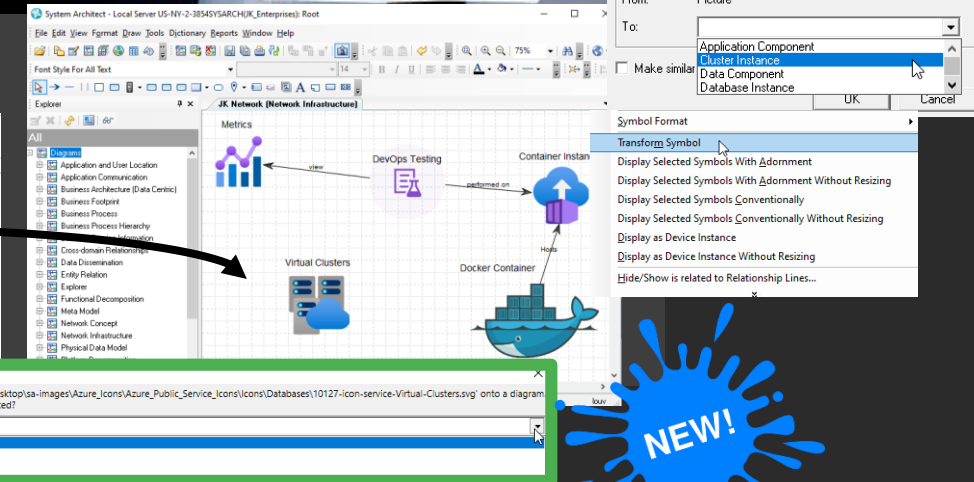 System Architect - Local Server US-NY-2-3854SYSARCH(JK_Enterprises): Root
File Edit View Format Draw Tools Dictionary Reports Window Help
75%
Font Style For All Text
14
B I U
Explorer
JK Network (Network Infrastructure)
All
Diagrams
Application and User Location
Application Communication
Business Architecture (Data Centric)
Business Footprint
Business Process
Business Process Hierarchy
Information
Cross-domain Relationships
Data Dissemination
Entity Relation
Explorer
Functional Decomposition
Meta Model
Network Concept
Network Infrastructure
Physical Data Model
Metrics
view
DevOps Testing
performed on
Container Instan
Hosts
Virtual Clusters
Docker Container
From:
Picture
To:
Application Component
Cluster Instance
Data Component
Database Instance
Make similar
OK
Cancel
Symbol Format
Transform Symbol
Display Selected Symbols With Adornment
Display Selected Symbols With Adornment Without Resizing
Display Selected Symbols Conventionally
Display Selected Symbols Conventionally Without Resizing
Display as Device Instance
Display as Device Instance Without Resizing
Hide/Show is related to Relationship Lines...
sktop\sa-images\Azure_Icons\Azure_Public_Service_Icons\Icons\Databases\10127-icon-service-Virtual-Clusters.svg' onto a diagram.
ted?
louv
NEW!